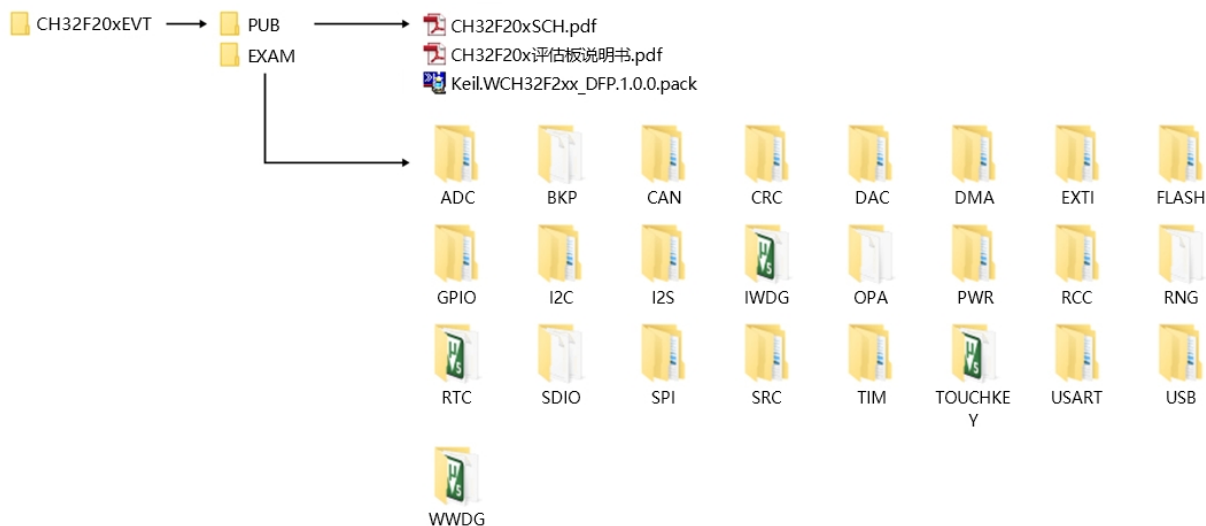 CH32F20xEVT
PUB
CH32F20xSCH.pdf
EXAM
CH32F20x评估板说明书.pdf
Keil.WCH32F2xx_DFP.1.0.0.pack
ADC BKP CAN CRC DAC DMA EXTI FLASH
GPIO I2C I2S IWDG OPA PWR RCC RNG
RTC SDIO SPI SRC TIM TOUCHKE USART USB
Y
WWDG